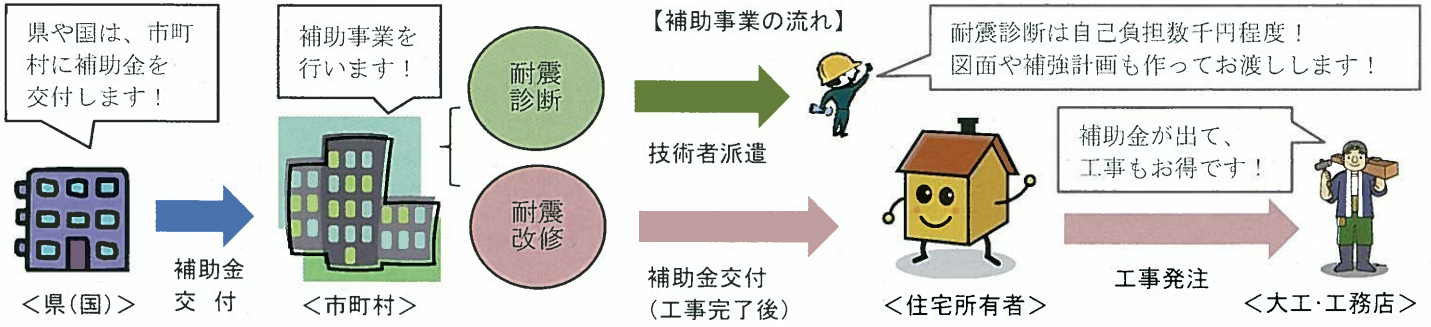 県や国は、市町
村に補助金を
交付します！
補助事業を
行います！
【補助事業の流れ】
耐震診断は自己負担数千円程度！
図面や補強計画も作ってお渡しします！
補助金が出て、
工事もお得です！
耐震
診断
耐震
改修
補助金
交　付
技術者派遣
補助金交付
（工事完了後）
工事発注
＜県（国）＞
＜市町村＞
＜住宅所有者＞
＜大工・工務店＞